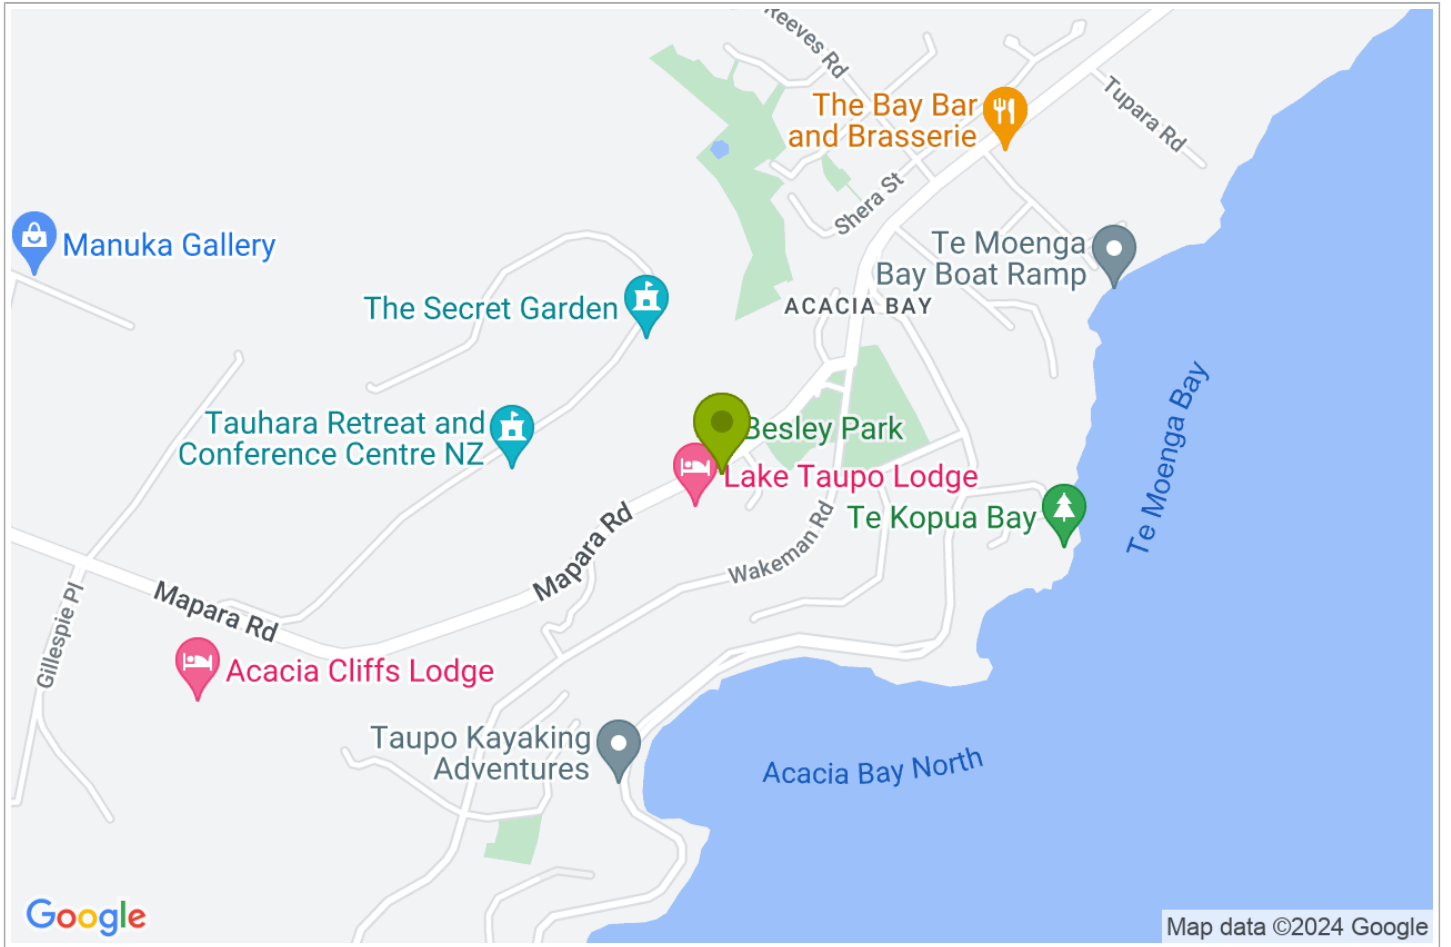 Reeves Rd
The Bay Bar
and Brasserie
Tupara Rd
Shera St
Manuka Gallery
Te Moenga
Bay Boat Ramp
The Secret Garden
ACACIA BAY
Te Moenga Bay
Tauhara Retreat and
Conference Centre NZ
Besley Park
Lake Taupo Lodge
Te Kopua Bay
Mapara Rd
Wakeman Rd
Mapara Rd
Gillespie Pl
Acacia Cliffs Lodge
Taupo Kayaking
Adventures
Acacia Bay North
Google
Map data ©2024 Google